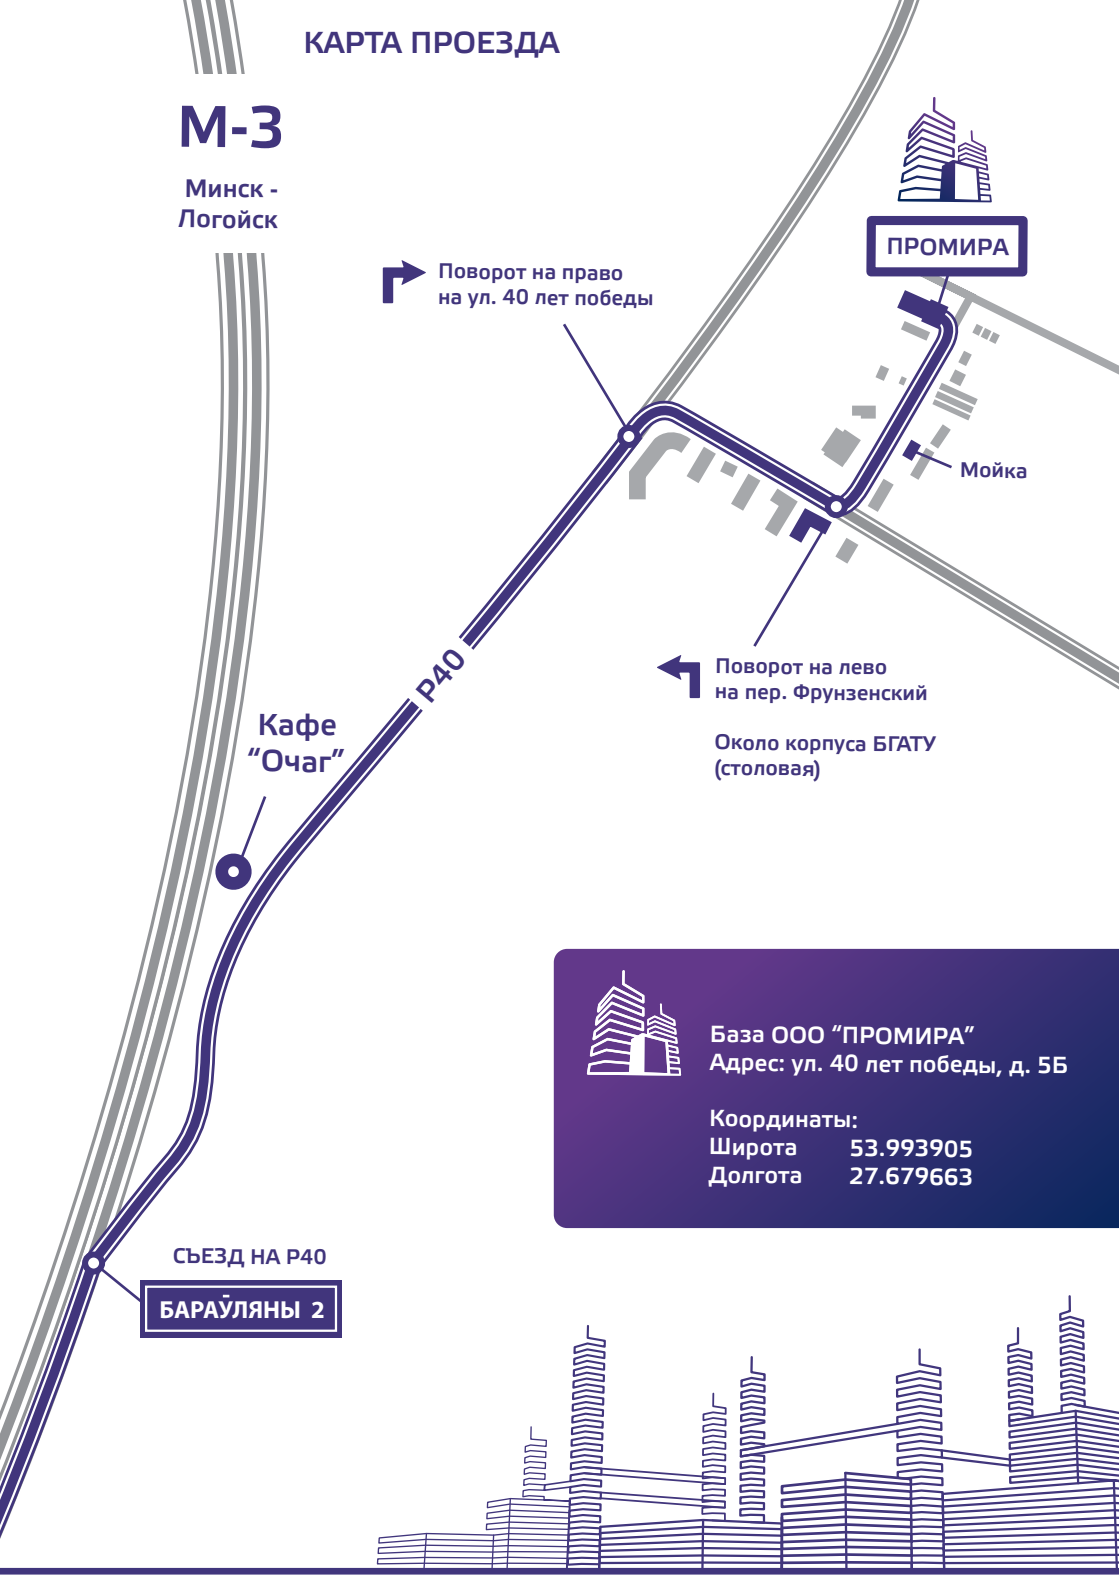 КАРТА ПРОЕЗДА
М-3
Минск -
Логойск
ПРОМИРА
Поворот на право
на ул. 40 лет победы
Мойка
Р40
Поворот на лево
на пер. Фрунзенский
Около корпуса БГАТУ
(столовая)
Кафе
“Очаг”
База ООО “ПРОМИРА”
Адрес: ул. 40 лет победы, д. 5Б
Координаты:
Широта 53.993905
Долгота 27.679663
СЪЕЗД НА Р40
БАРАЎЛЯНЫ 2